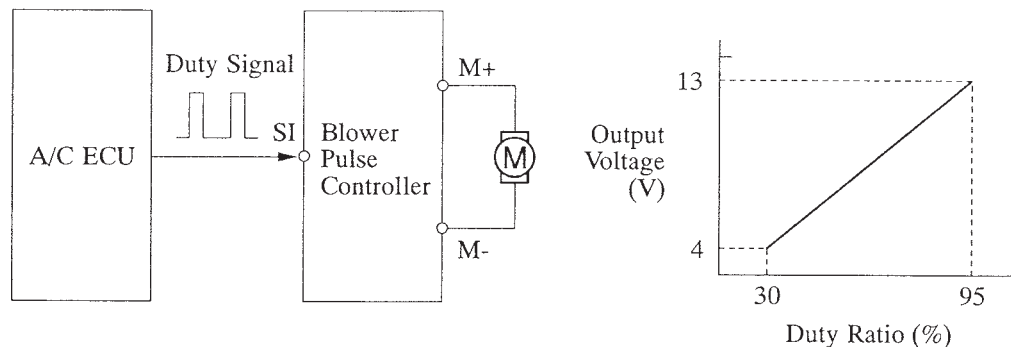 A/C ECU
Duty Signal
SI
Blower
Pulse
Controller
M+
M
M-
Output
Voltage
(V)
13
4
30
95
Duty Ratio (%)